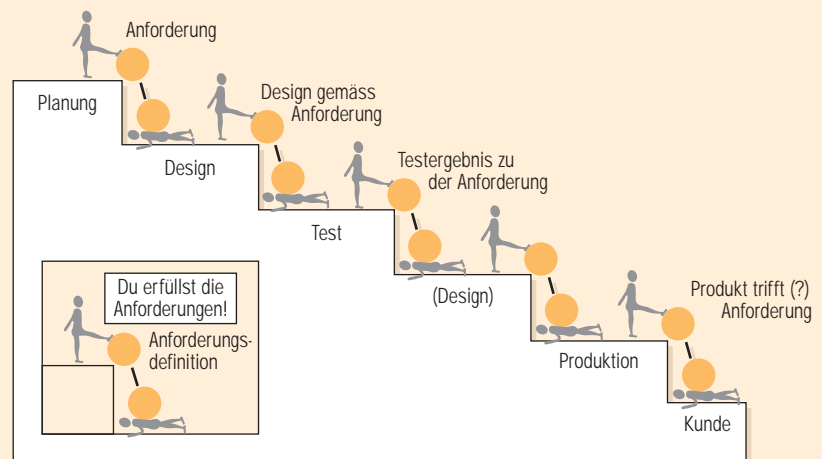 Anforderung
Planung
Design gemäss
Anforderung
Design
Testergebnis zu
der Anforderung
Test
(Design)
Produkt trifft (?)
Anforderung
Produktion
Kunde
Du erfüllst die
Anforderungen!
Anforderungs-
definition